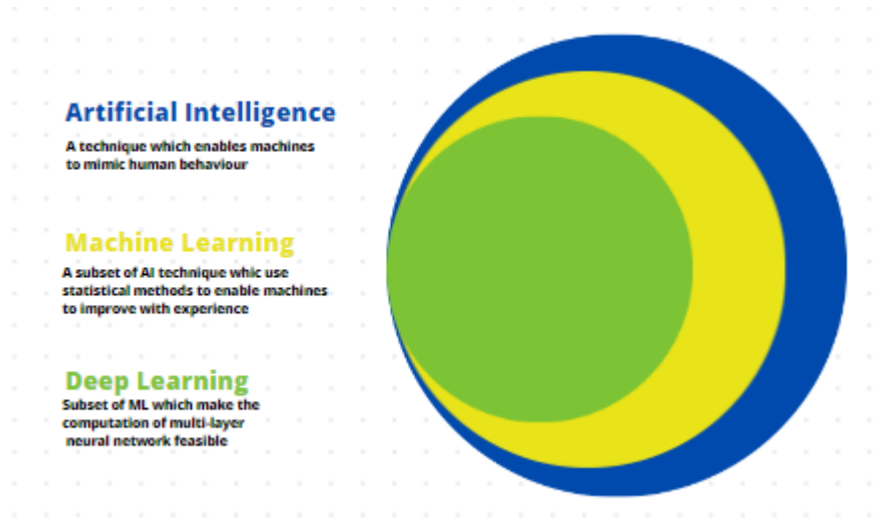 Artificial Intelligence
A technique which enables machines
to mimic human behaviour
Machine Learning
A subset of AI technique whic use
statistical methods to enable machines
to improve with experience
Deep Learning
Subset of ML which make the
computation of multi-layer
neural network feasible